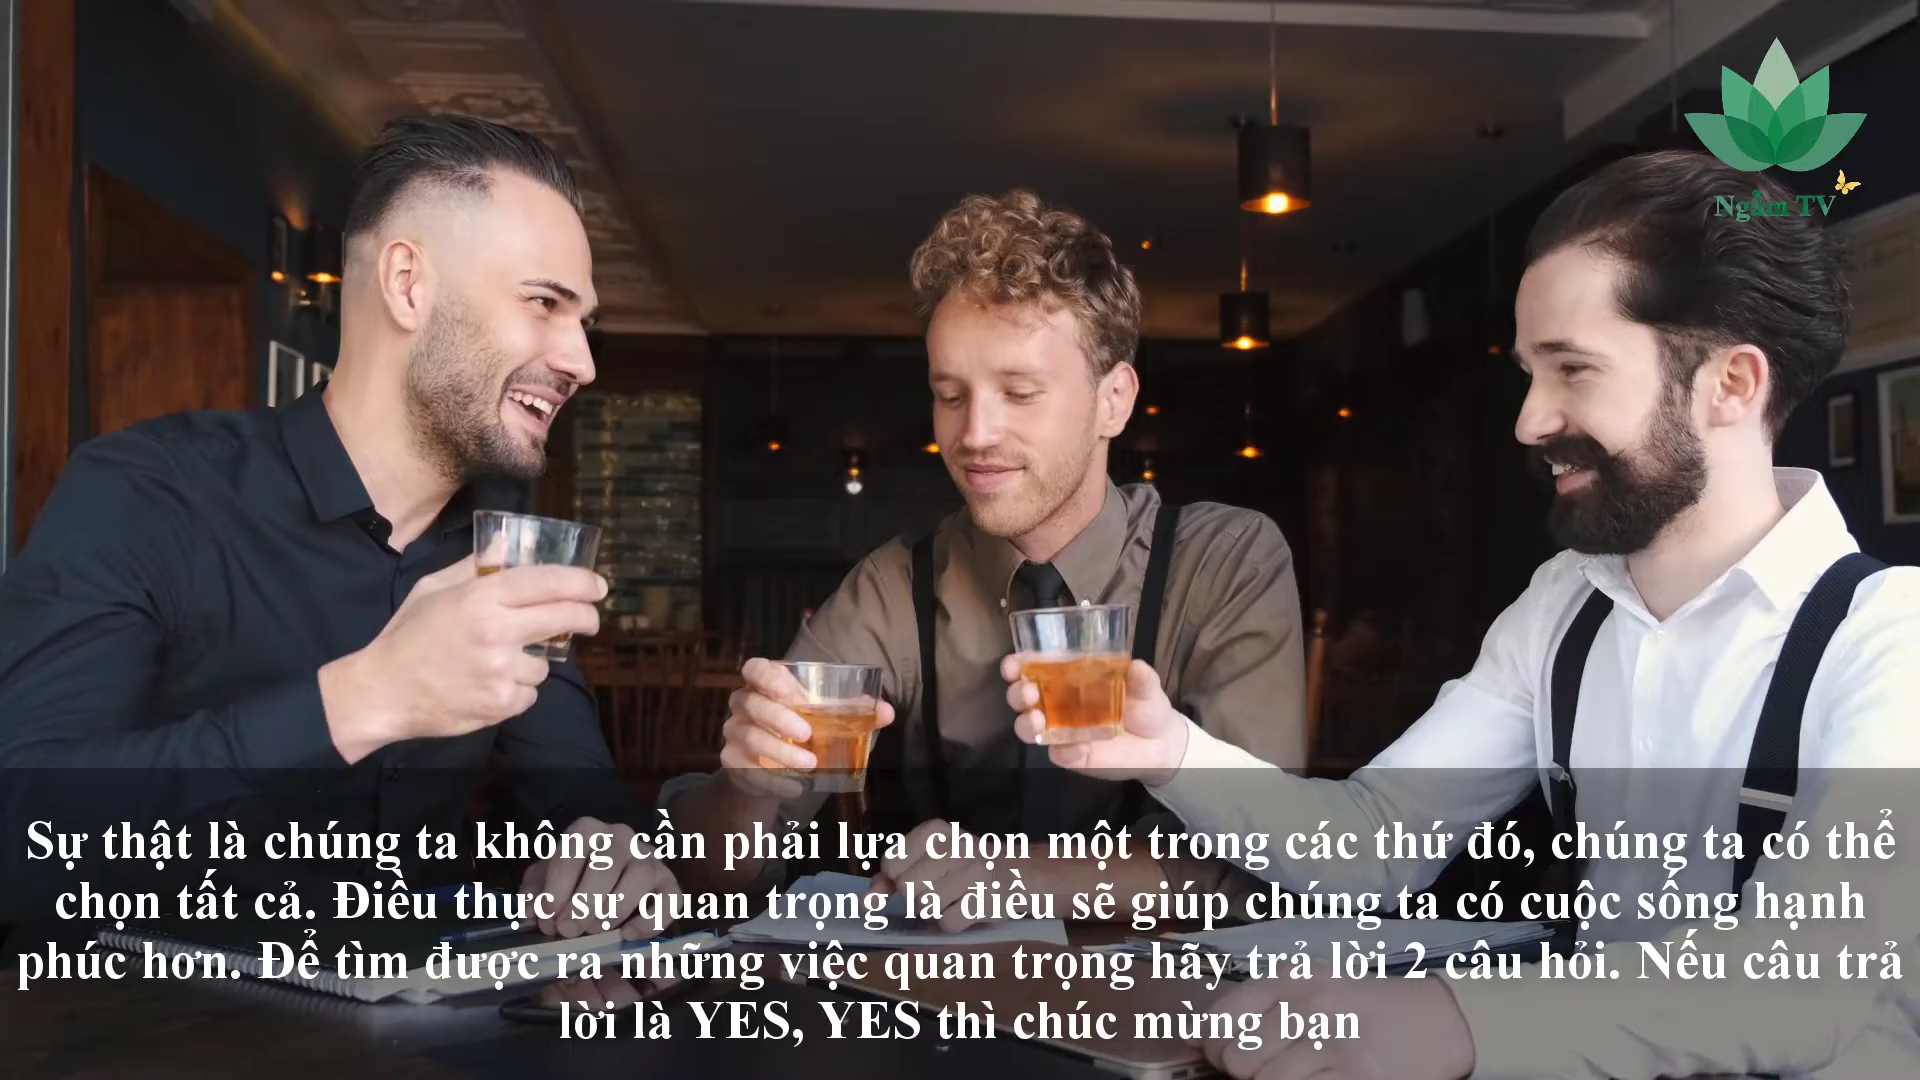 Ngẫm TV
Sự thật là chúng ta không cần phải lựa chọn một trong các thứ đó, chúng ta có thể
chọn tất cả. Điều thực sự quan trọng là điều sẽ giúp chúng ta có cuộc sống hạnh
phúc hơn. Để tìm được ra những việc quan trọng hãy trả lời 2 câu hỏi. Nếu câu trả
lời là YES, YES thì chúc mừng bạn